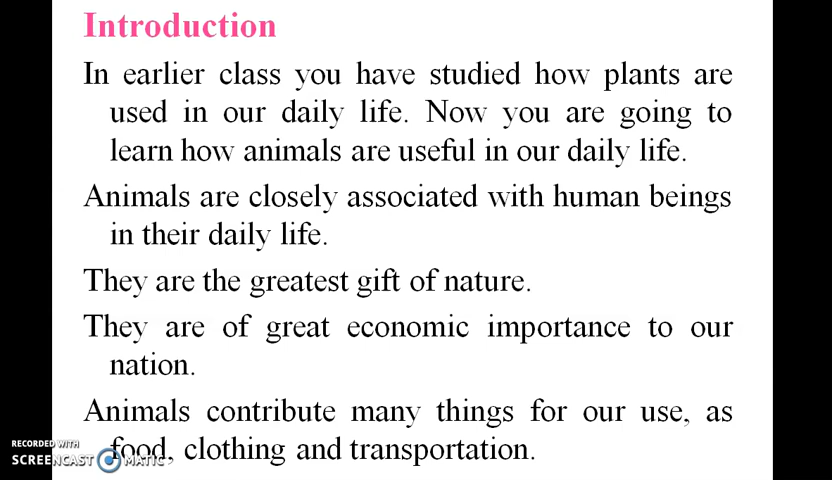 Introduction
In earlier class you have studied how plants are
used in our daily life. Now you are going to
learn how animals are useful in our daily life.
Animals are closely associated with human beings
in their daily life.
They are the greatest gift of nature.
They are of great economic importance to our
nation.
Animals contribute many things for our use, as
food, clothing and transportation.
RECORDED WITH
SCREENCAST MATIC